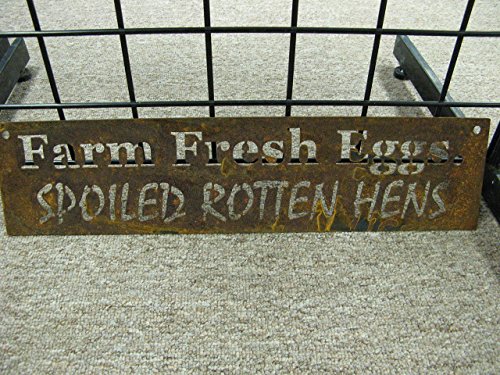 Farm Fresh Eggs.
SPOILED ROTTEN HENS